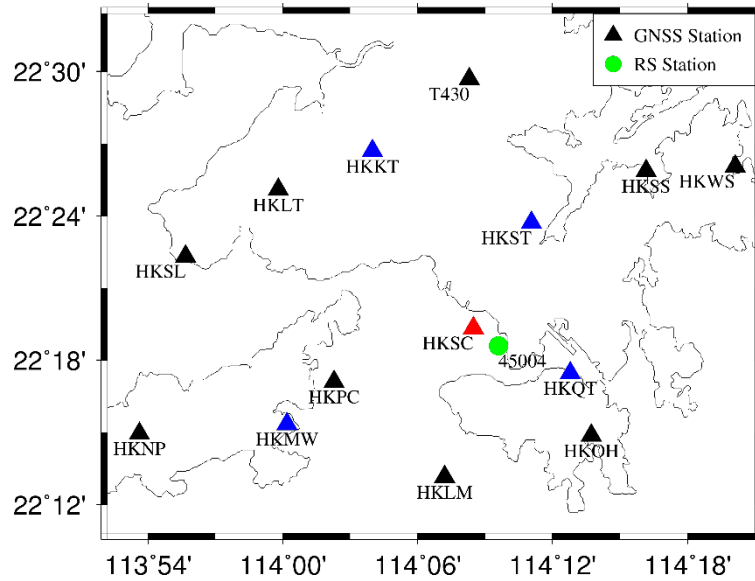 GNSS Station
RS Station
22°30'
T430
HKKT
HKSS
HKWS
HKLT
22°24'
HKST
HKSL
HKSC
45004
22°18'
HKQT
HKPC
HKMW
HKNP
HKOH
HKLM
22°12'
113°54' 114°00' 114°06' 114°12' 114°18'